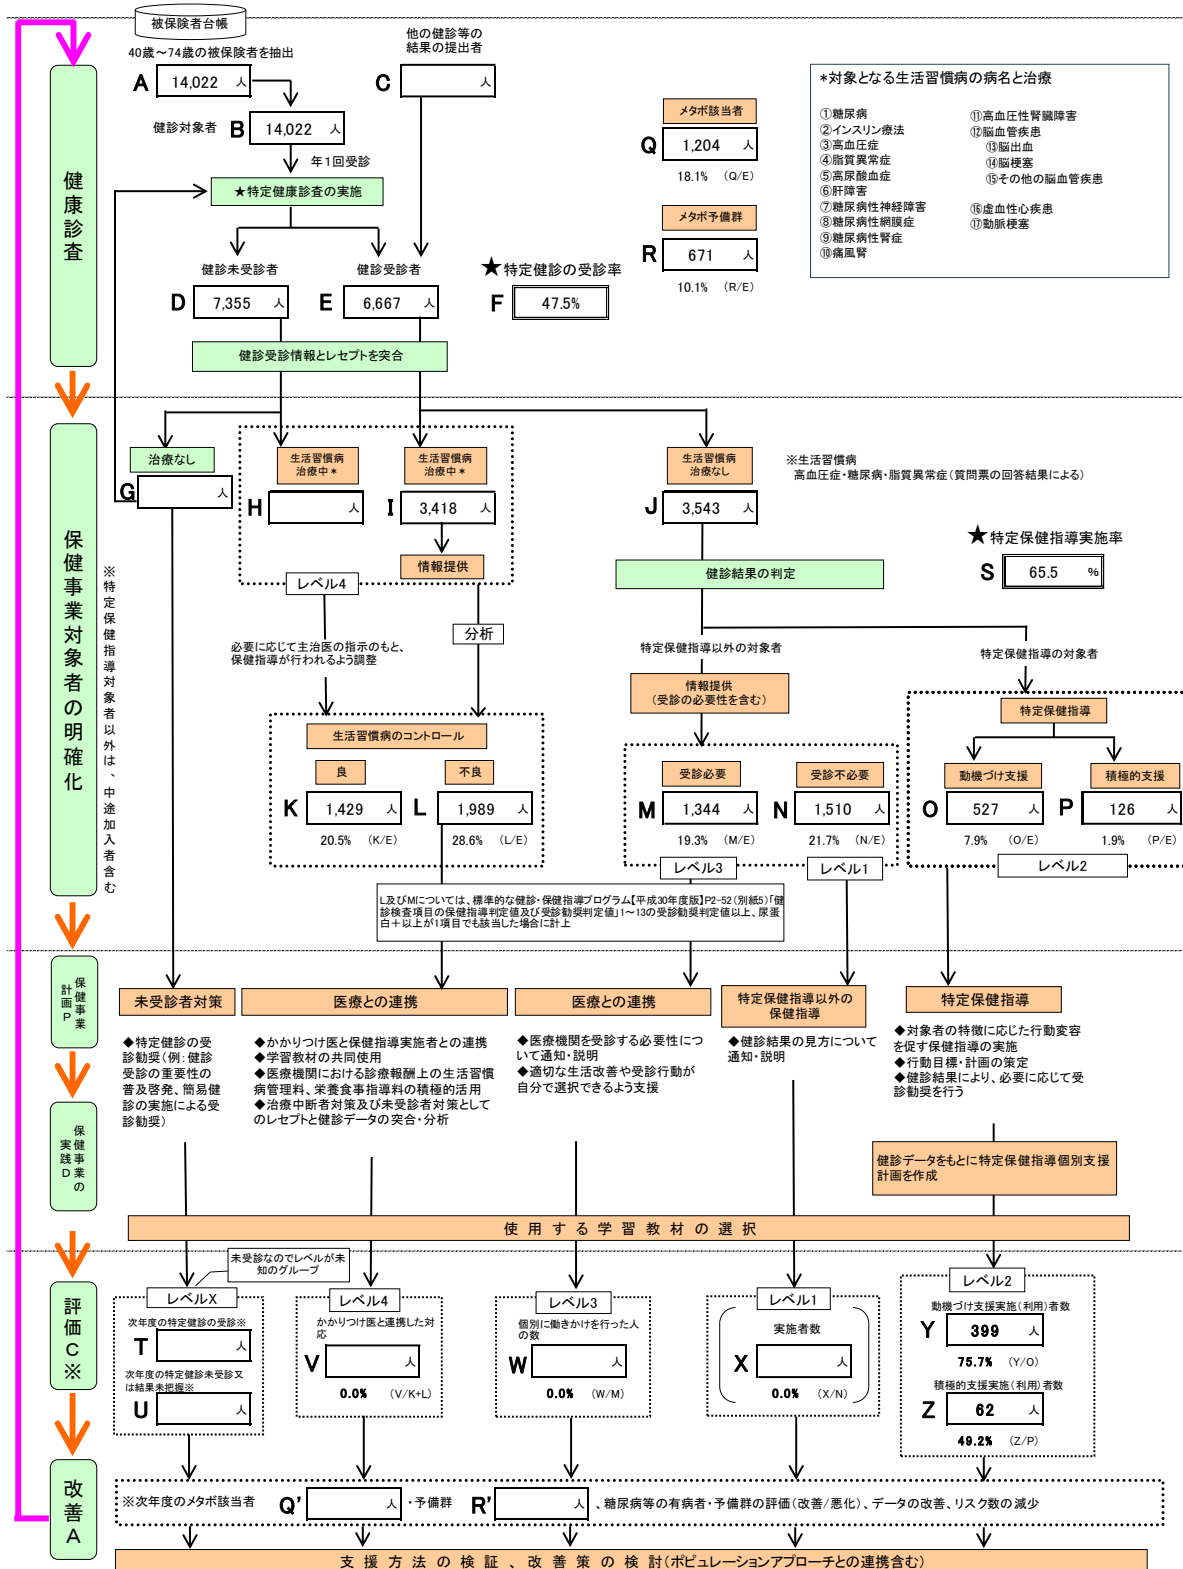 被保険者台帳
40歳～74歳の被保険者を抽出
A 14,022 人
他の健診等の
結果の提出者
C 人
健診対象者 B 14,022 人
年1回受診
★特定健康診査の実施
健診未受診者
D 7,355 人
健診受診者
E 6,667 人
★特定健診の受診率
F 47.5%
健診受診情報とレセプトを突合
メタボ該当者
Q 1,204 人
18.1% (Q/E)
メタボ予備群
R 671 人
10.1% (R/E)
*対象となる生活習慣病の病名と治療
①糖尿病
②インスリン療法
③高血圧症
④脂質異常症
⑤高尿酸血症
⑥肝障害
⑦糖尿病性神経障害
⑧糖尿病性網膜症
⑨糖尿病性腎症
⑩痛風腎
⑪高血圧性腎臓障害
⑫脳血管疾患
⑬脳出血
⑭脳梗塞
⑮その他の脳血管疾患
⑯虚血性心疾患
⑰動脈梗塞
健康診査
保健事業対象者の明確化
※特定保健指導対象者以外は、中途加入者含む
治療なし
G 人
生活習慣病
治療中＊
H 人
生活習慣病
治療中＊
I 3,418 人
情報提供
レベル4
生活習慣病
治療なし
J 3,543 人
※生活習慣病
高血圧症・糖尿病・脂質異常症(質問票の回答結果による)
★特定保健指導実施率
S 65.5 %
健診結果の判定
必要に応じて主治医の指示のもと、
保健指導が行われるよう調整
分析
特定保健指導以外の対象者
特定保健指導の対象者
情報提供
(受診の必要性を含む)
生活習慣病のコントロール
良
K 1,429 人
20.5% (K/E)
不良
L 1,989 人
28.6% (L/E)
受診必要
M 1,344 人
19.3% (M/E)
レベル3
受診不必要
N 1,510 人
21.7% (N/E)
レベル1
特定保健指導
動機づけ支援
O 527 人
7.9% (O/E)
積極的支援
P 126 人
1.9% (P/E)
レベル2
L及びMについては、標準的な健診・保健指導プログラム【平成30年度版】P2-52(別紙5)「健
診検査項目の保健指導判定値及び受診勧奨判定値」1～13の受診勧奨判定値以上、尿蛋
白＋以上が1項目でも該当した場合に計上
保健事業
計画P
保健事業の
実践D
未受診者対策
◆特定健診の受
診勧奨(例:健診
受診の重要性の
普及啓発、簡易健
診の実施による受
診勧奨)
医療との連携
◆かかりつけ医と保健指導実施者との連携
◆学習教材の共同使用
◆医療機関における診療報酬上の生活習慣
病管理料、栄養食事指導料の積極的活用
◆治療中断者対策及び未受診者対策として
のレセプトと健診データの突合・分析
医療との連携
◆医療機関を受診する必要性につ
いて通知・説明
◆適切な生活改善や受診行動が
自分で選択できるよう支援
特定保健指導以外の
保健指導
◆健診結果の見方について
通知・説明
特定保健指導
◆対象者の特徴に応じた行動変容
を促す保健指導の実施
◆行動目標・計画の策定
◆健診結果により、必要に応じて受
診勧奨を行う
健診データをもとに特定保健指導個別支援
計画を作成
使用する学習教材の選択
評価C※
未受診なのでレベルが未
知のグループ
レベルX
次年度の特定健診の受診※
T 人
次年度の特定健診未受診又
は結果未把握※
U 人
レベル4
かかりつけ医と連携した対
応
V 人
0.0% (V/K+L)
レベル3
個別に働きかけを行った人
の数
W 人
0.0% (W/M)
レベル1
実施者数
X 人
0.0% (X/N)
レベル2
動機づけ支援実施(利用)者数
Y 399 人
75.7% (Y/O)
積極的支援実施(利用)者数
Z 62 人
49.2% (Z/P)
改善A
※次年度のメタボ該当者 Q' 人 ・予備群 R' 人 、糖尿病等の有病者・予備群の評価(改善/悪化)、データの改善、リスク数の減少
支援方法の検証、改善策の検討(ポピュレーションアプローチとの連携含む)